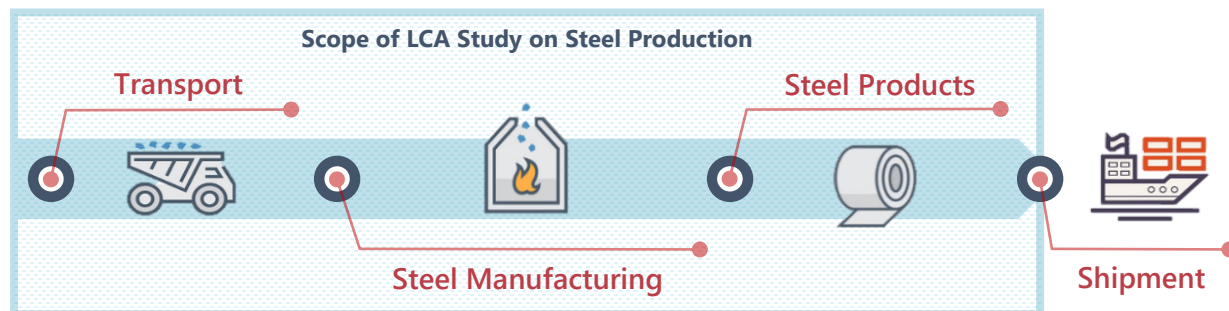 Scope of LCA Study on Steel Production
Transport
Steel Products
Steel Manufacturing
Shipment